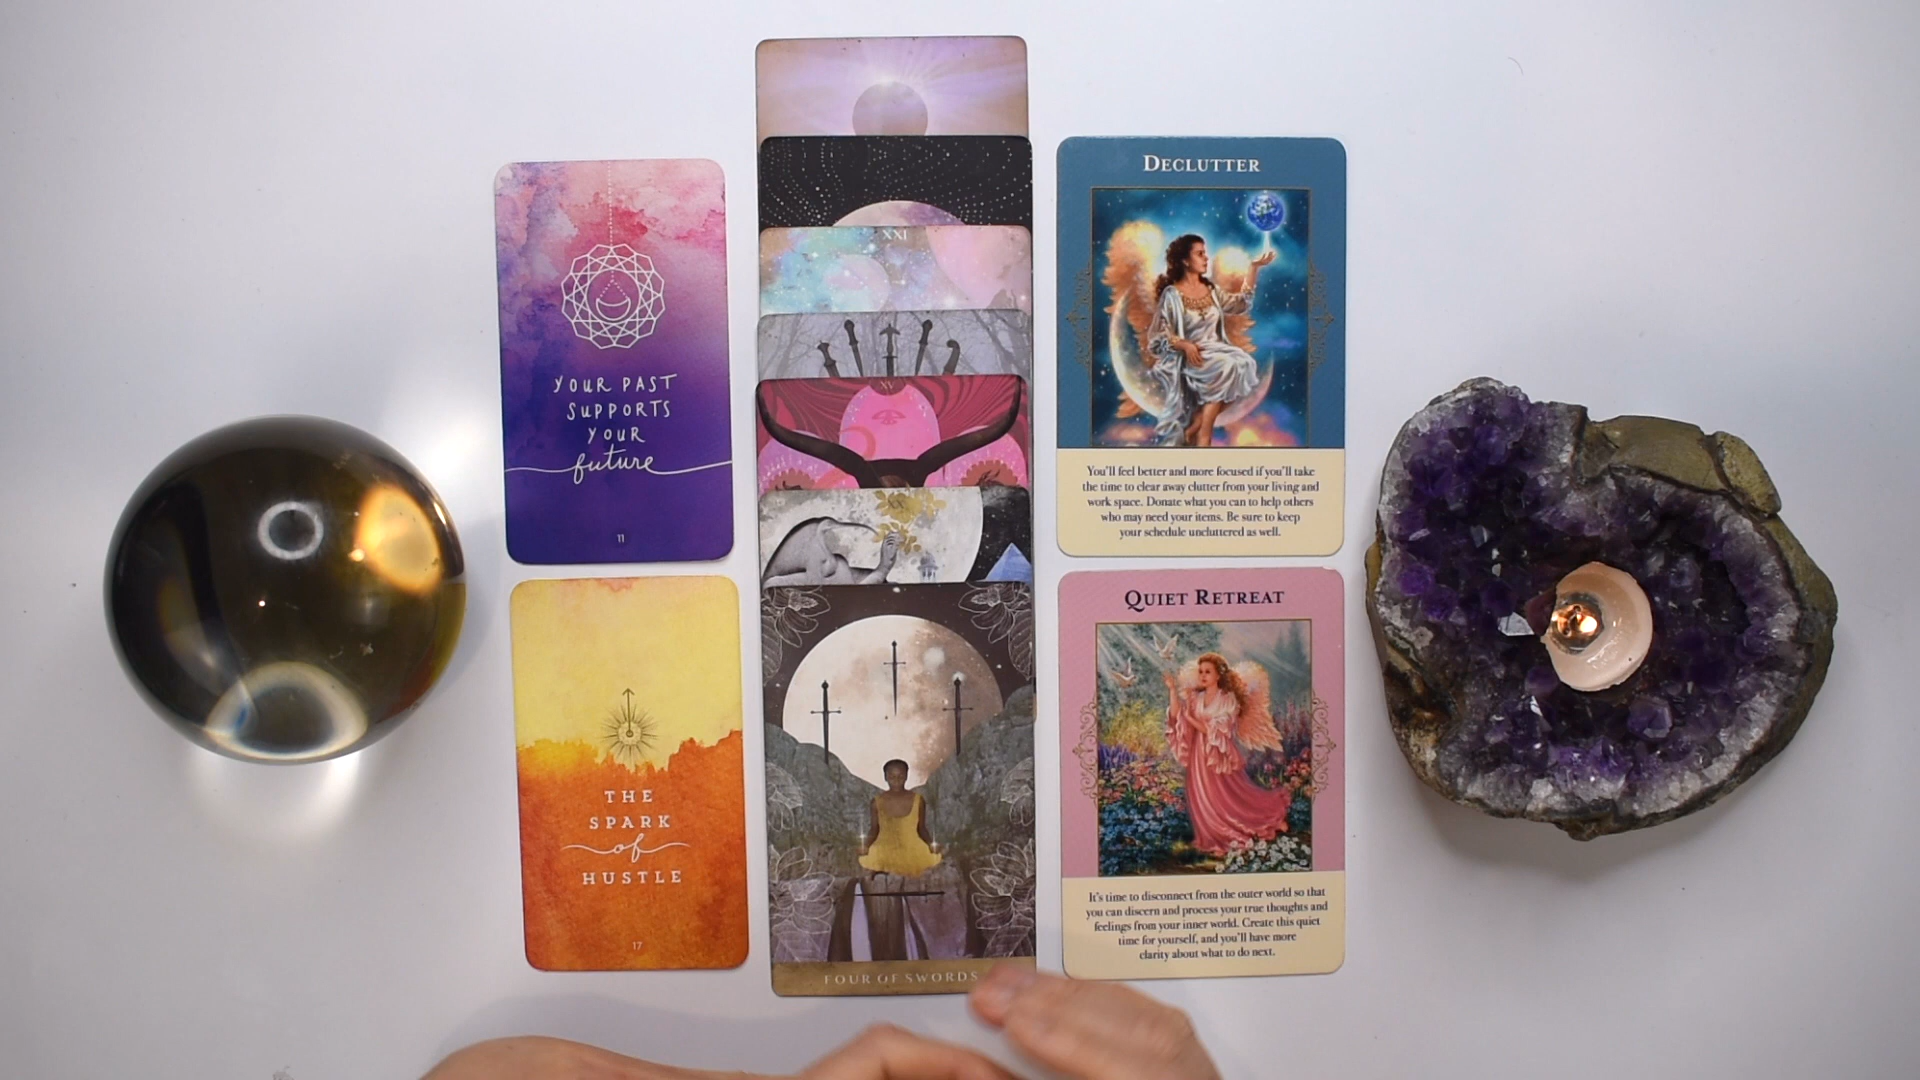 YOUR PAST
SUPPORTS
YOUR
future
11
THE
SPARK
of
HUSTLE
17
XXI
XV
FOUR OF SWORDS
DECLUTTER
You'll feel better and more focused if you'll take
the time to clear away clutter from your living and
work space. Donate what you can to help others
who may need your items. Be sure to keep
your schedule uncluttered as well.
QUIET RETREAT
It's time to disconnect from the outer world so that
you can discern and process your true thoughts and
feelings from your inner world. Create this quiet
time for yourself, and you'll have more
clarity about what to do next.